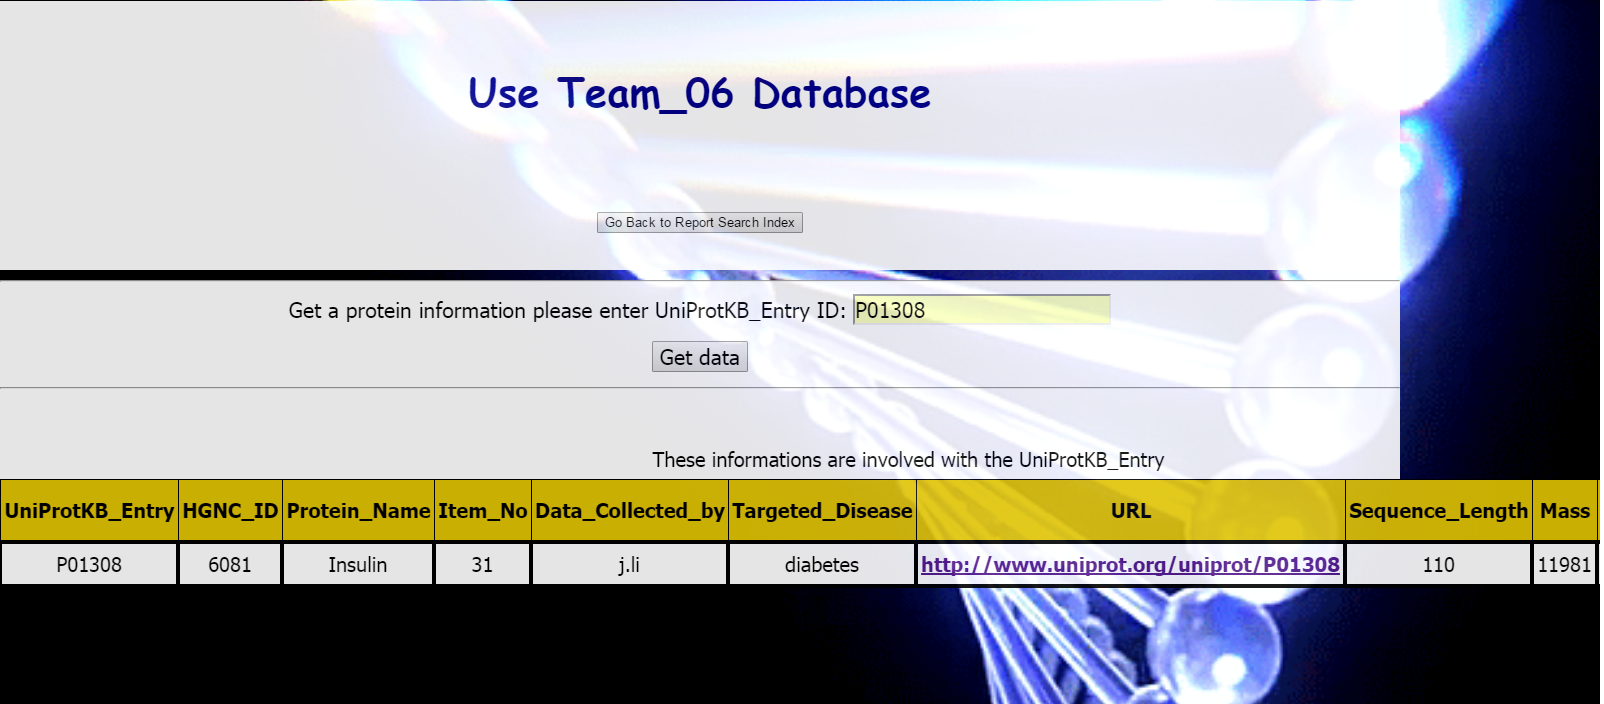 Use Team_06 Database
Go Back to Report Search Index
Get a protein information please enter UniProtKB_Entry ID: P01308
Get data
These informations are involved with the UniProtKB_Entry
UniProtKB_Entry HGNC_ID Protein_Name Item_No Data_Collected_by Targeted_Disease URL Sequence_Length Mass
P01308 6081 Insulin 31 j.li diabetes http://www.uniprot.org/uniprot/P01308 110 11981